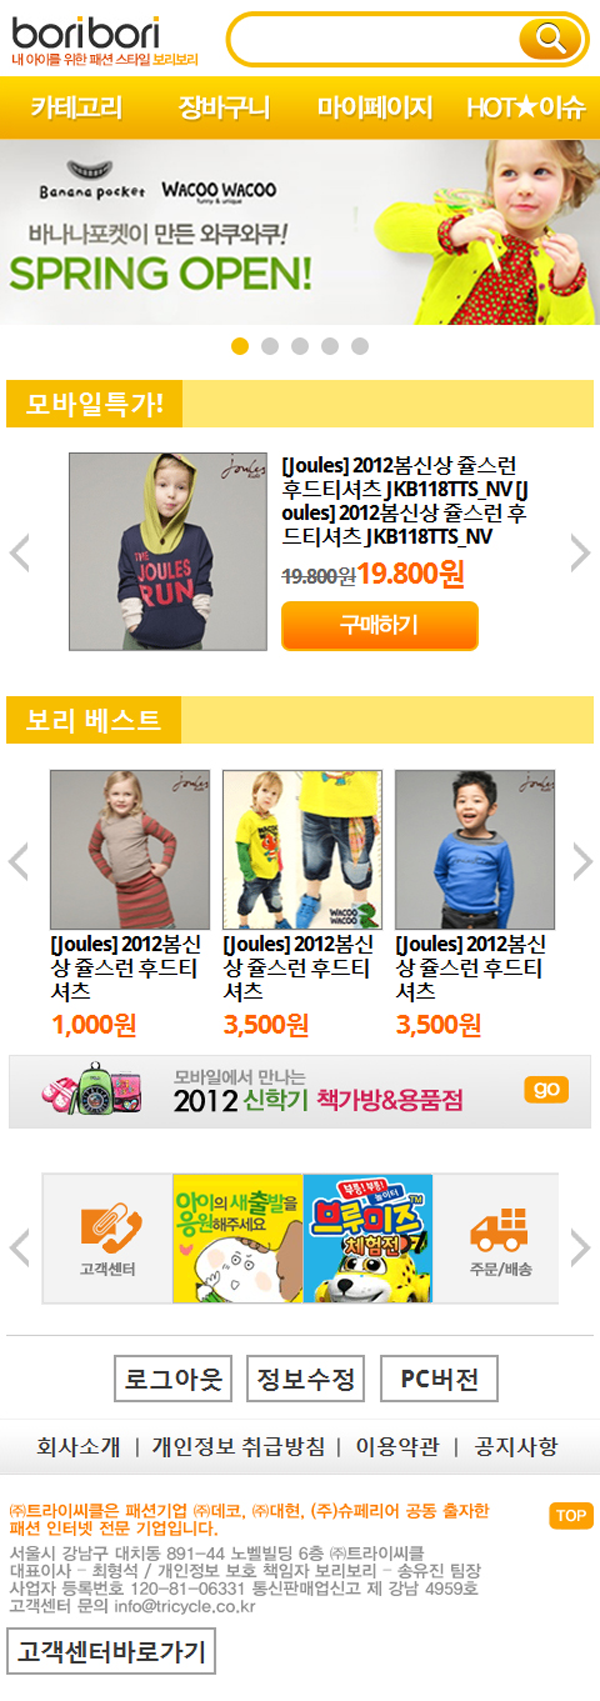 boribori
내 아이를 위한 패션 스타일 보리보리
카테고리 장바구니 마이페이지 HOT★이슈
Banana pocket WACOO WACOO
funny & unique
바나나포켓이 만든 와쿠와쿠!
SPRING OPEN!
모바일특가!
Joules
[Joules] 2012봄신상 쥴스런
후드티셔츠 JKB118TTS_NV [J
oules] 2012봄신상 쥴스런 후
드티셔츠 JKB118TTS_NV
THE
JOULES
RUN
19.800원 19.800원
구매하기
보리 베스트
Joules
WACOO
WACOO
Joules
[Joules] 2012봄신
상 쥴스런 후드티
셔츠
1,000원
[Joules] 2012봄신
상 쥴스런 후드티
셔츠
3,500원
[Joules] 2012봄신
상 쥴스런 후드티
셔츠
3,500원
모바일에서 만나는
2012 신학기 책가방&용품점
go
고객센터
아이의 새출발을
응원해주세요
부릉! 부릉!
놀이터
브루미즈™
체험전
주문/배송
로그아웃 정보수정 PC버전
회사소개 | 개인정보 취급방침 | 이용약관 | 공지사항
㈜트라이씨클은 패션기업 ㈜데코, ㈜대현, (주)슈페리어 공동 출자한
패션 인터넷 전문 기업입니다.
TOP
서울시 강남구 대치동 891-44 노벨빌딩 6층 ㈜트라이씨클
대표이사 - 최형석 / 개인정보 보호 책임자 보리보리 - 송유진 팀장
사업자 등록번호 120-81-06331 통신판매업신고 제 강남 4959호
고객센터 문의 info@tricycle.co.kr
고객센터바로가기